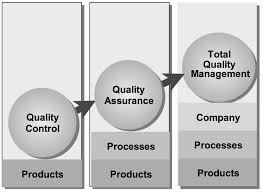 Quality
Control
Products
Quality
Assurance
Processes
Products
Total
Quality
Management
Company
Processes
Products